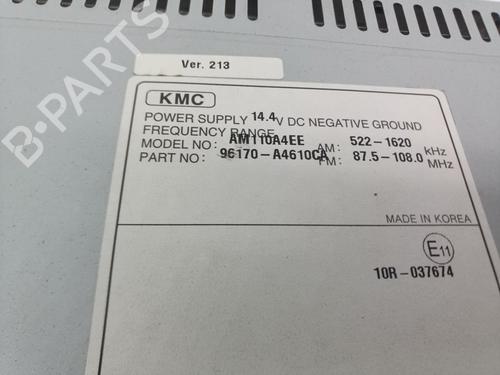 Ver. 213
KMC
POWER SUPPLY 14.4V DC NEGATIVE GROUND
FREQUENCY RANGE
MODEL NO: AM110A4EE AM: 522-1620 kHz
PART NO: 96170-A4610CA FM: 87.5-108.0 MHz
MADE IN KOREA
E11
10R-037674
B-PARTS